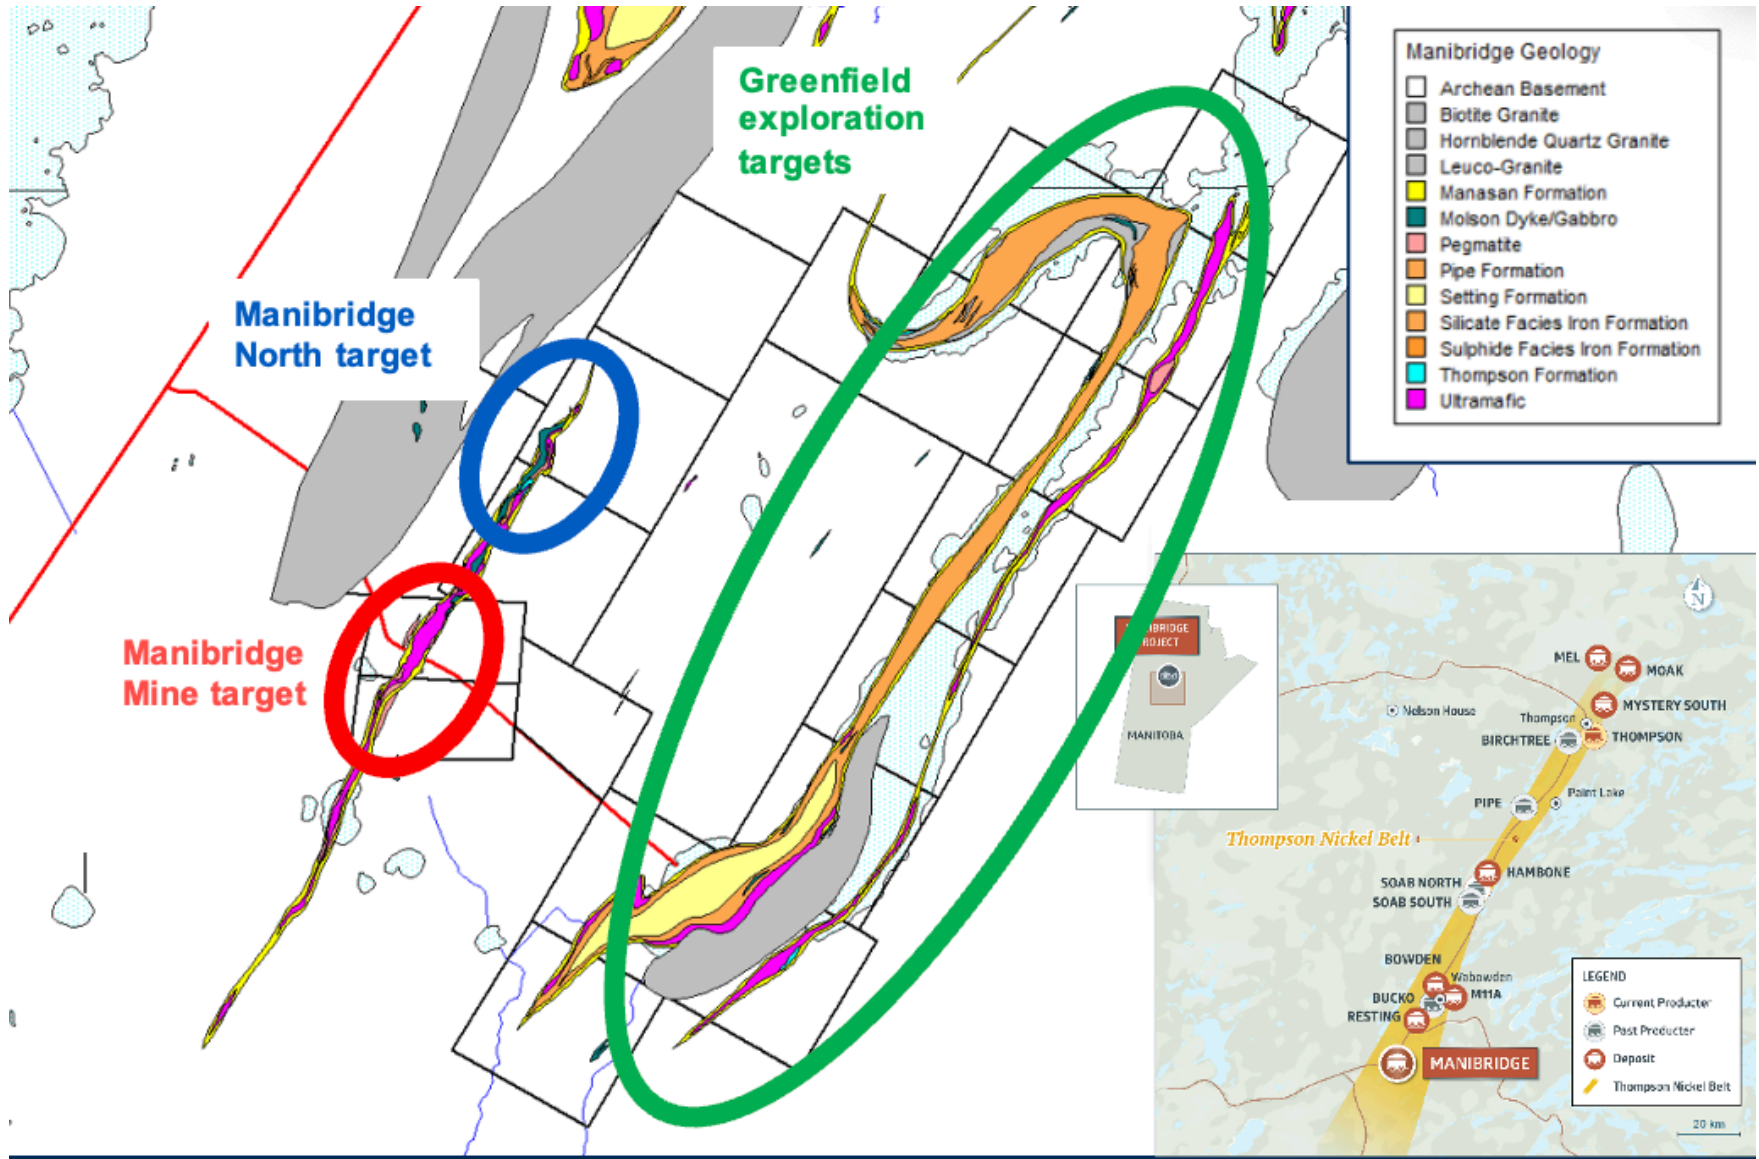 Greenfield
exploration
targets
Manibridge
North target
Manibridge
Mine target
Manibridge Geology
Archean Basement
Biotite Granite
Hornblende Quartz Granite
Leuco-Granite
Manasan Formation
Molson Dyke/Gabbro
Pegmatite
Pipe Formation
Setting Formation
Silicate Facies Iron Formation
Sulphide Facies Iron Formation
Thompson Formation
Ultramafic
MANITOBA
N
MEL
MOAK
MYSTERY SOUTH
Nelson House
Thompson
BIRCHTREE
THOMPSON
PIPE
Paint Lake
Thompson Nickel Belt
HAMBONE
SOAB NORTH
SOAB SOUTH
BOWDEN
Wabowden
BUCKO
M11A
RESTING
MANIBRIDGE
LEGEND
Current Producter
Past Producter
Deposit
Thompson Nickel Belt
20 km